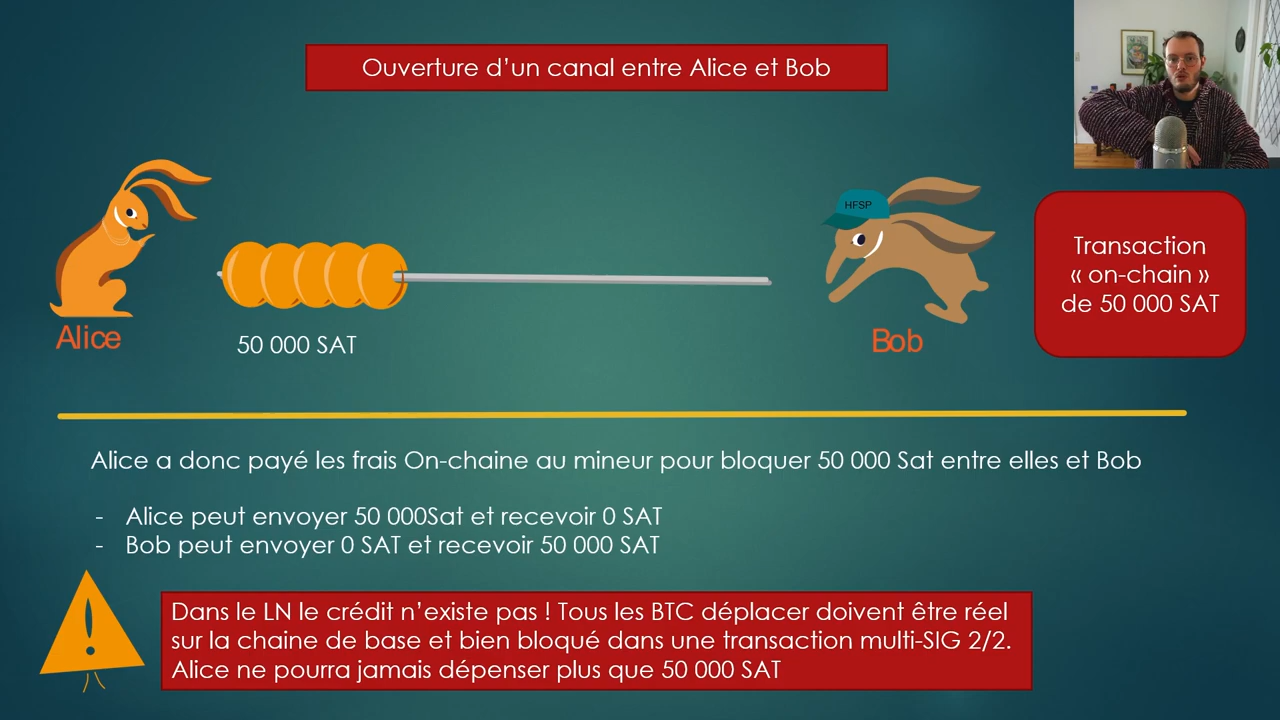 Ouverture d’un canal entre Alice et Bob
HFSP
Transaction
« on-chain »
de 50 000 SAT
Alice
50 000 SAT
Bob
Alice a donc payé les frais On-chaine au mineur pour bloquer 50 000 Sat entre elles et Bob
- Alice peut envoyer 50 000Sat et recevoir 0 SAT
- Bob peut envoyer 0 SAT et recevoir 50 000 SAT
Dans le LN le crédit n’existe pas ! Tous les BTC déplacer doivent être réel
sur la chaine de base et bien bloqué dans une transaction multi-SIG 2/2.
Alice ne pourra jamais dépenser plus que 50 000 SAT